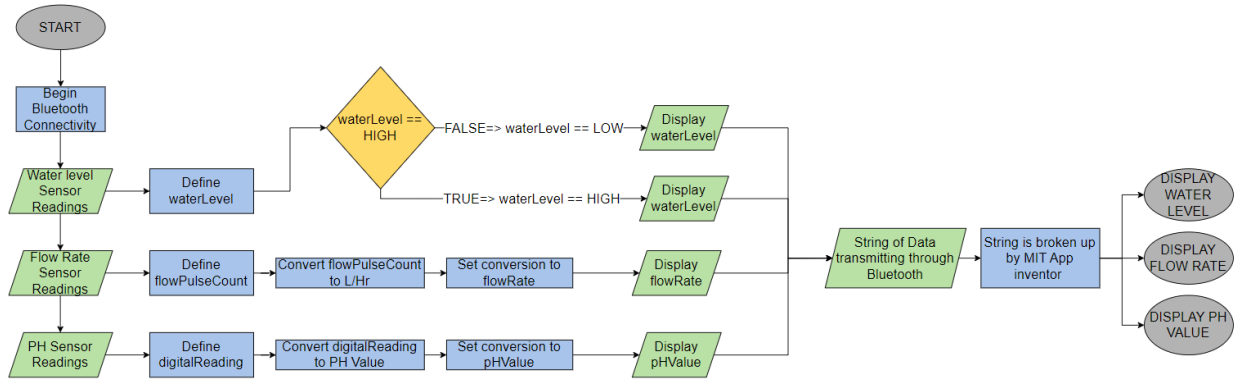 START
Begin
Bluetooth
Connectivity
Water level
Sensor
Readings
Define
waterLevel
waterLevel ==
HIGH
FALSE=> waterLevel == LOW
Display
waterLevel
TRUE=> waterLevel == HIGH
Display
waterLevel
Flow Rate
Sensor
Readings
Define
flowPulseCount
Convert flowPulseCount
to L/Hr
Set conversion to
flowRate
Display
flowRate
PH Sensor
Readings
Define
digitalReading
Convert digitalReading
to PH Value
Set conversion to
pHValue
Display
pHValue
String of Data
transmitting through
Bluetooth
String is broken up
by MIT App
inventor
DISPLAY
WATER
LEVEL
DISPLAY
FLOW RATE
DISPLAY PH
VALUE